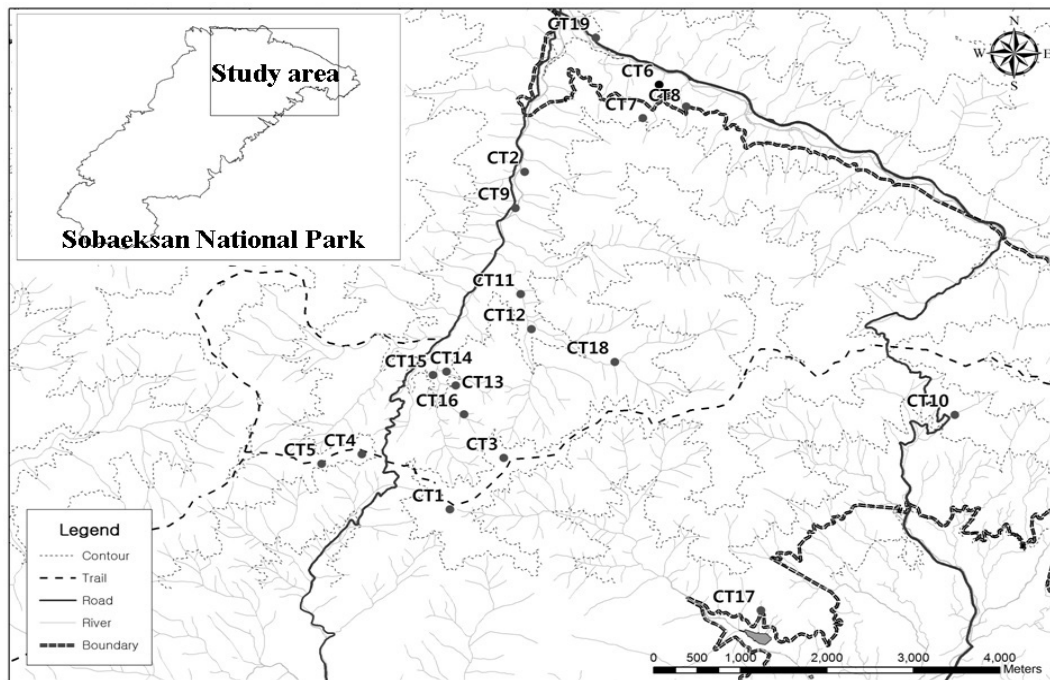 Study area
Sobaeksan National Park
N
W E
S
CT19
CT6
CT7 CT8
CT2
CT9
CT11
CT12
CT18
CT15 CT14
CT13
CT16
CT10
CT5 CT4
CT3
CT1
CT17
Legend
Contour
Trail
Road
River
Boundary
0 500 1,000 2,000 3,000 4,000
Meters